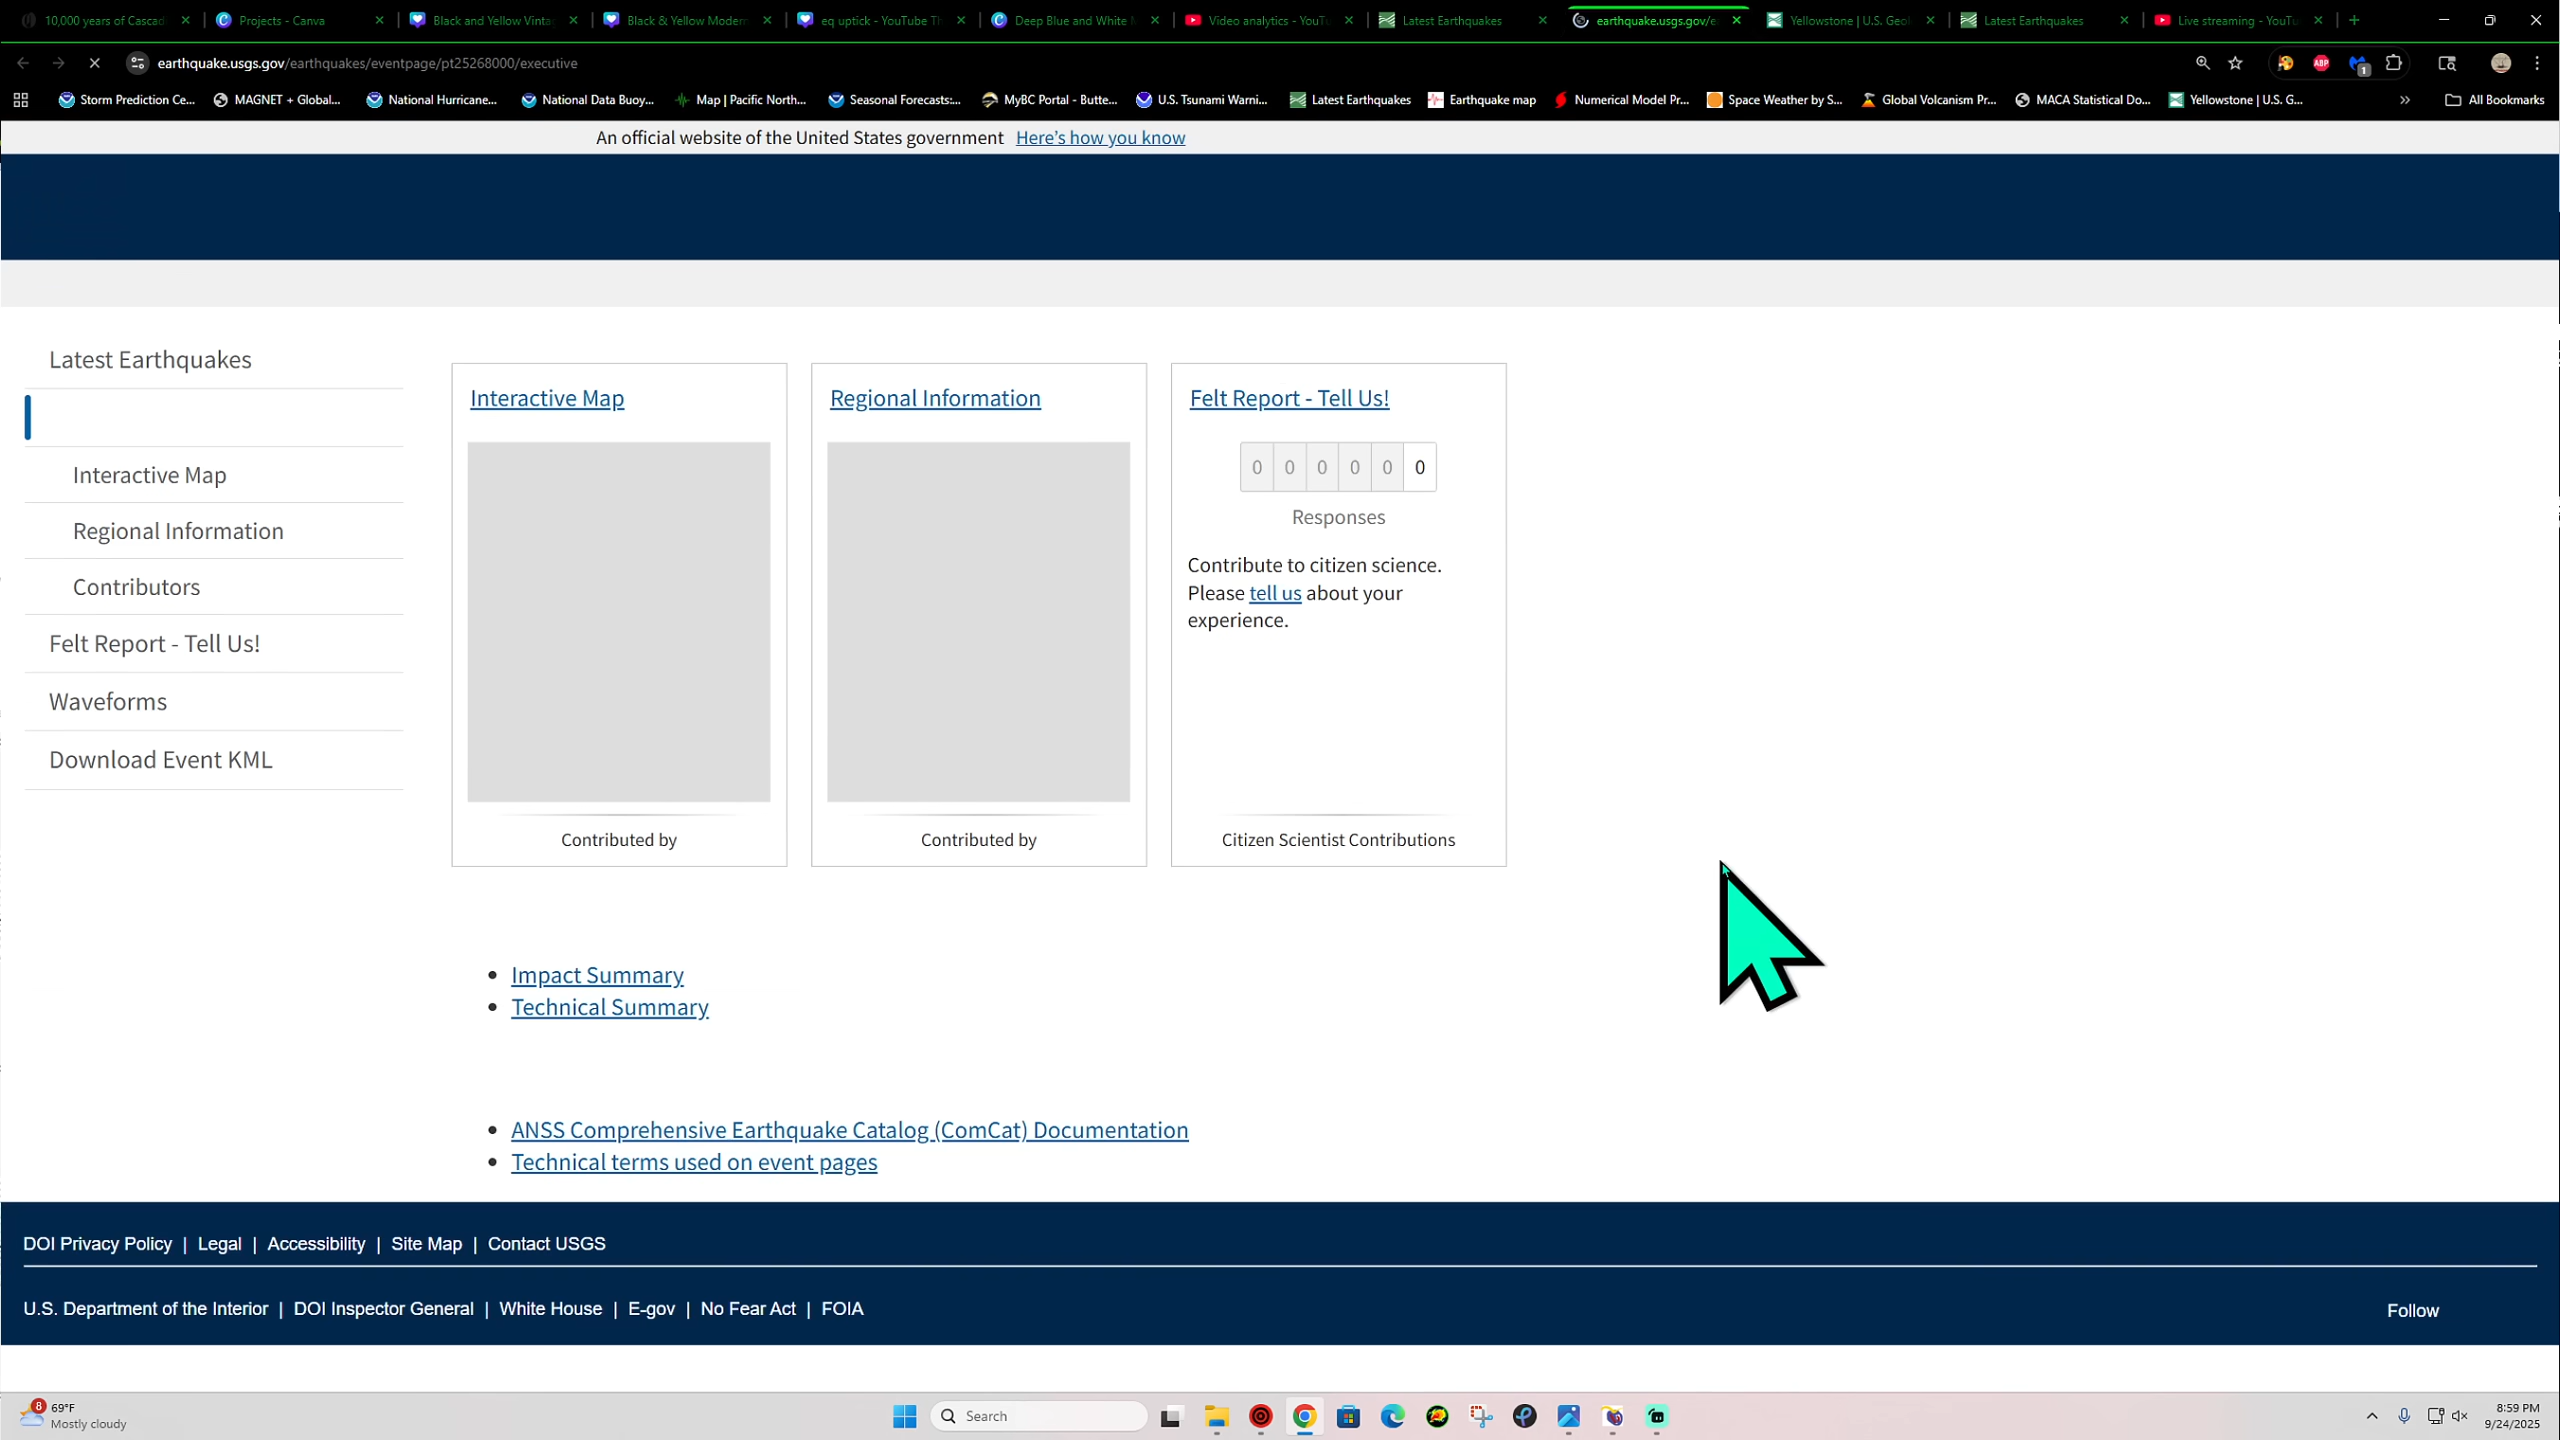 10,000 years of Cascad
Projects - Canva
Black and Yellow Vinta
Black & Yellow Modern
eq uptick - YouTube Th
Deep Blue and White M
Video analytics - YouTu
Latest Earthquakes
earthquake.usgs.gov/e
Yellowstone | U.S. Geol
Latest Earthquakes
Live streaming - YouTu
earthquake.usgs.gov/earthquakes/eventpage/pt25268000/executive
ABP
1
Storm Prediction Ce...
MAGNET + Global...
National Hurricane...
National Data Buoy...
Map | Pacific North...
Seasonal Forecasts:...
MyBC Portal - Butte...
U.S. Tsunami Warni...
Latest Earthquakes
Earthquake map
Numerical Model Pr...
Space Weather by S...
Global Volcanism Pr...
MACA Statistical Do...
Yellowstone | U.S. G...
All Bookmarks
An official website of the United States government Here's how you know
Latest Earthquakes
Interactive Map
Regional Information
Contributors
Felt Report - Tell Us!
Waveforms
Download Event KML
Interactive Map
Contributed by
Regional Information
Contributed by
Felt Report - Tell Us!
0 0 0 0 0 0
Responses
Contribute to citizen science.
Please tell us about your
experience.
Citizen Scientist Contributions
Impact Summary
Technical Summary
ANSS Comprehensive Earthquake Catalog (ComCat) Documentation
Technical terms used on event pages
DOI Privacy Policy | Legal | Accessibility | Site Map | Contact USGS
U.S. Department of the Interior | DOI Inspector General | White House | E-gov | No Fear Act | FOIA
Follow
8
69°F
Mostly cloudy
Search
8:59 PM
9/24/2025